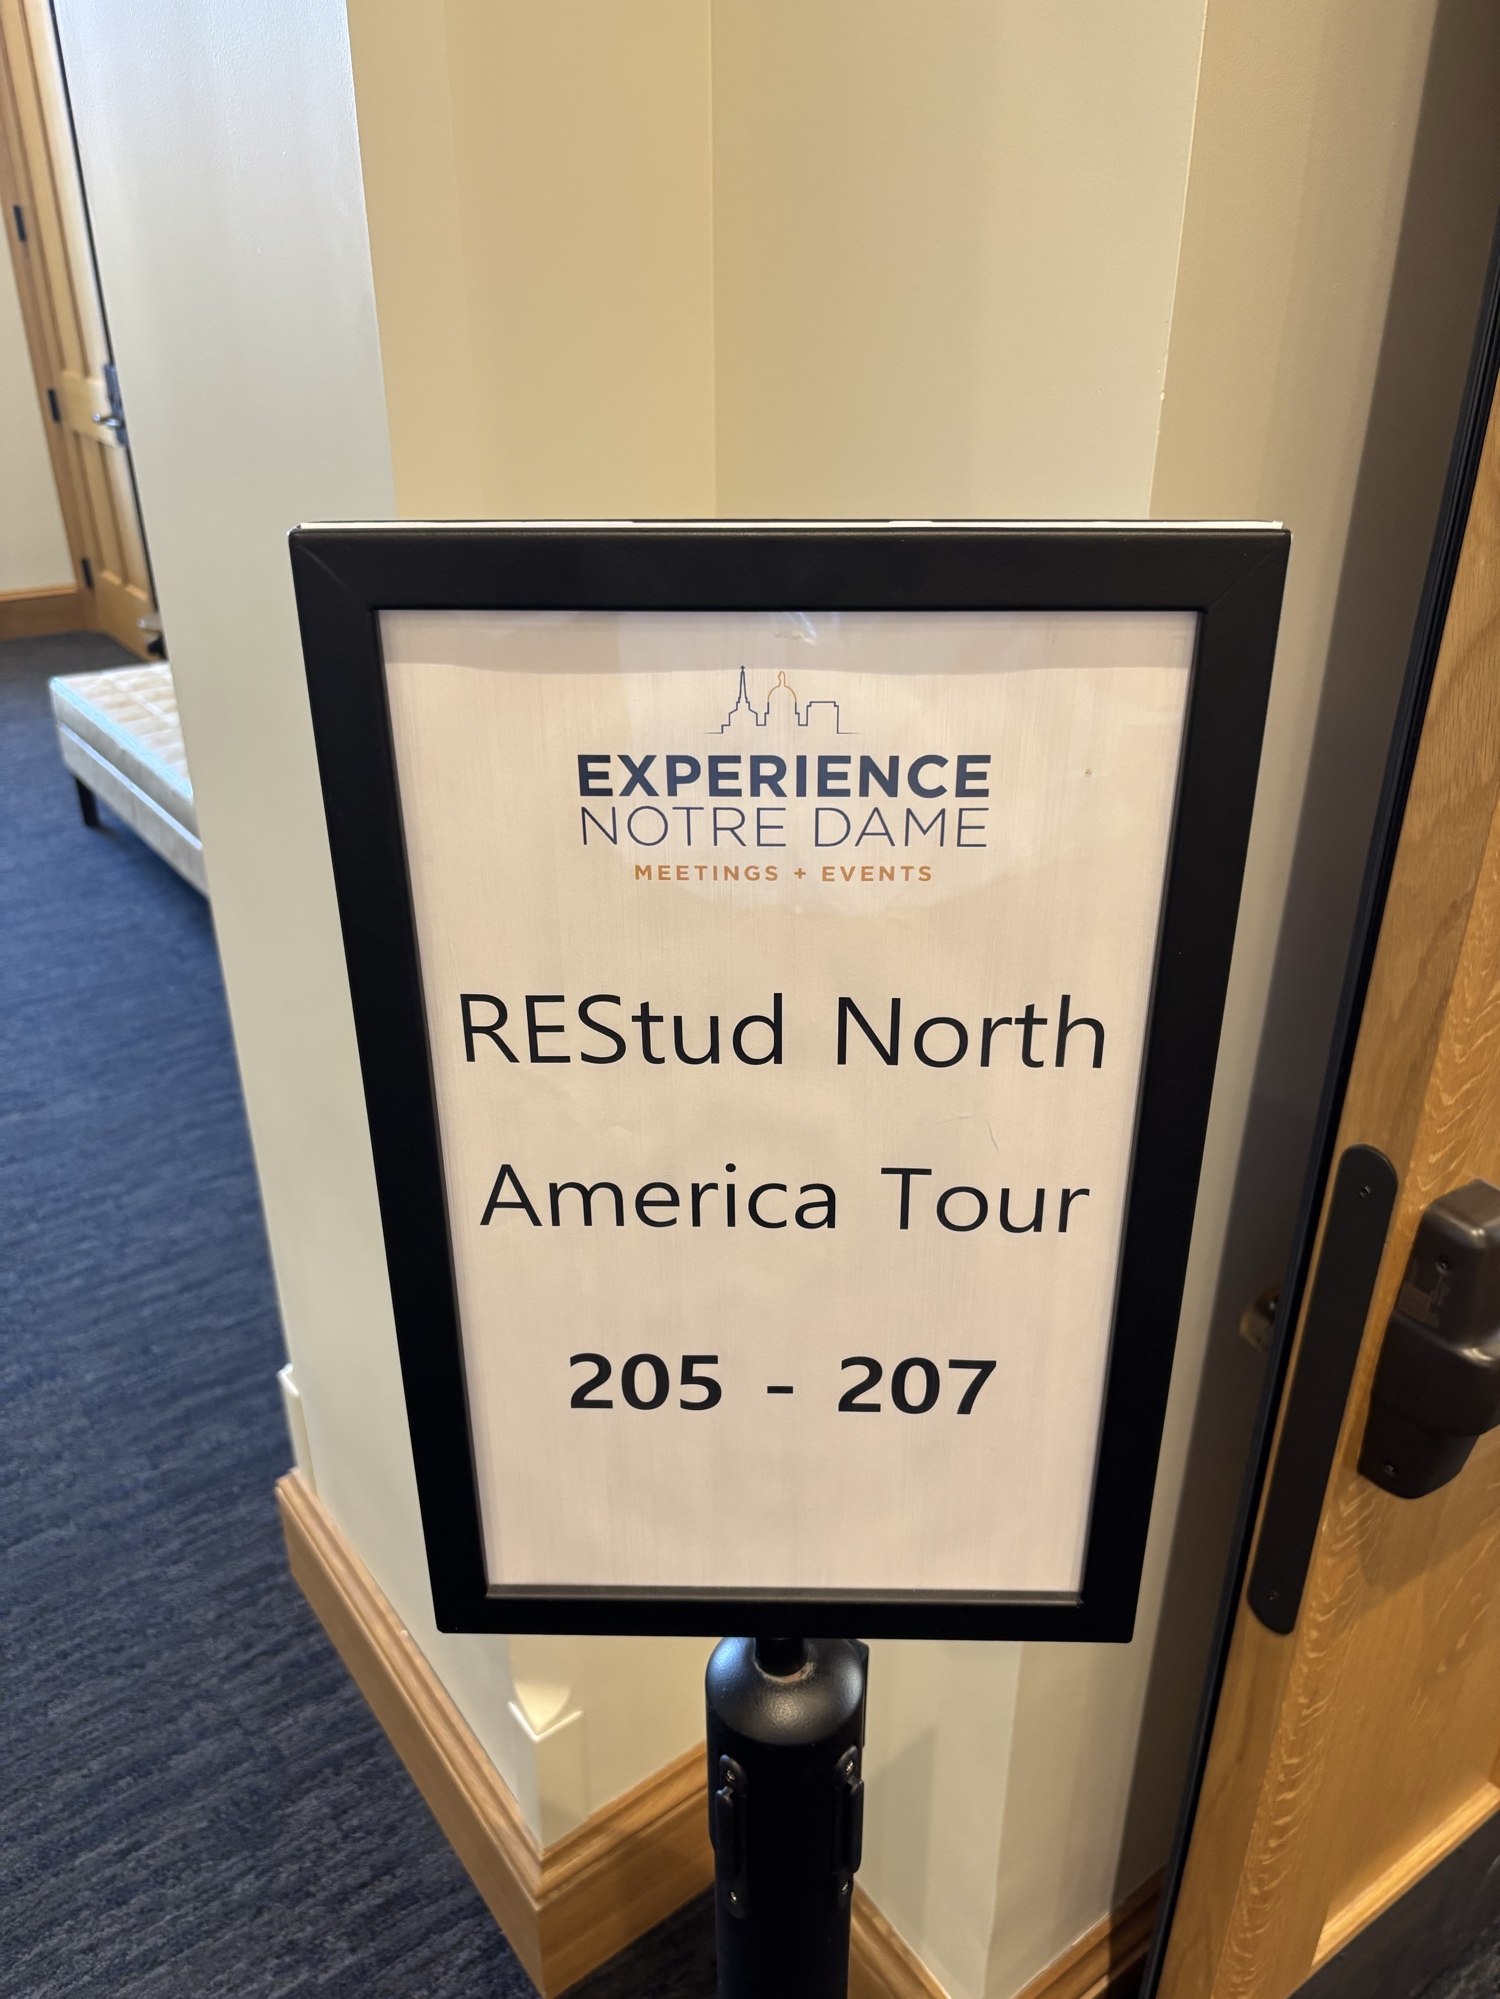 EXPERIENCE
NOTRE DAME
MEETINGS + EVENTS
REStud North
America Tour
205 - 207